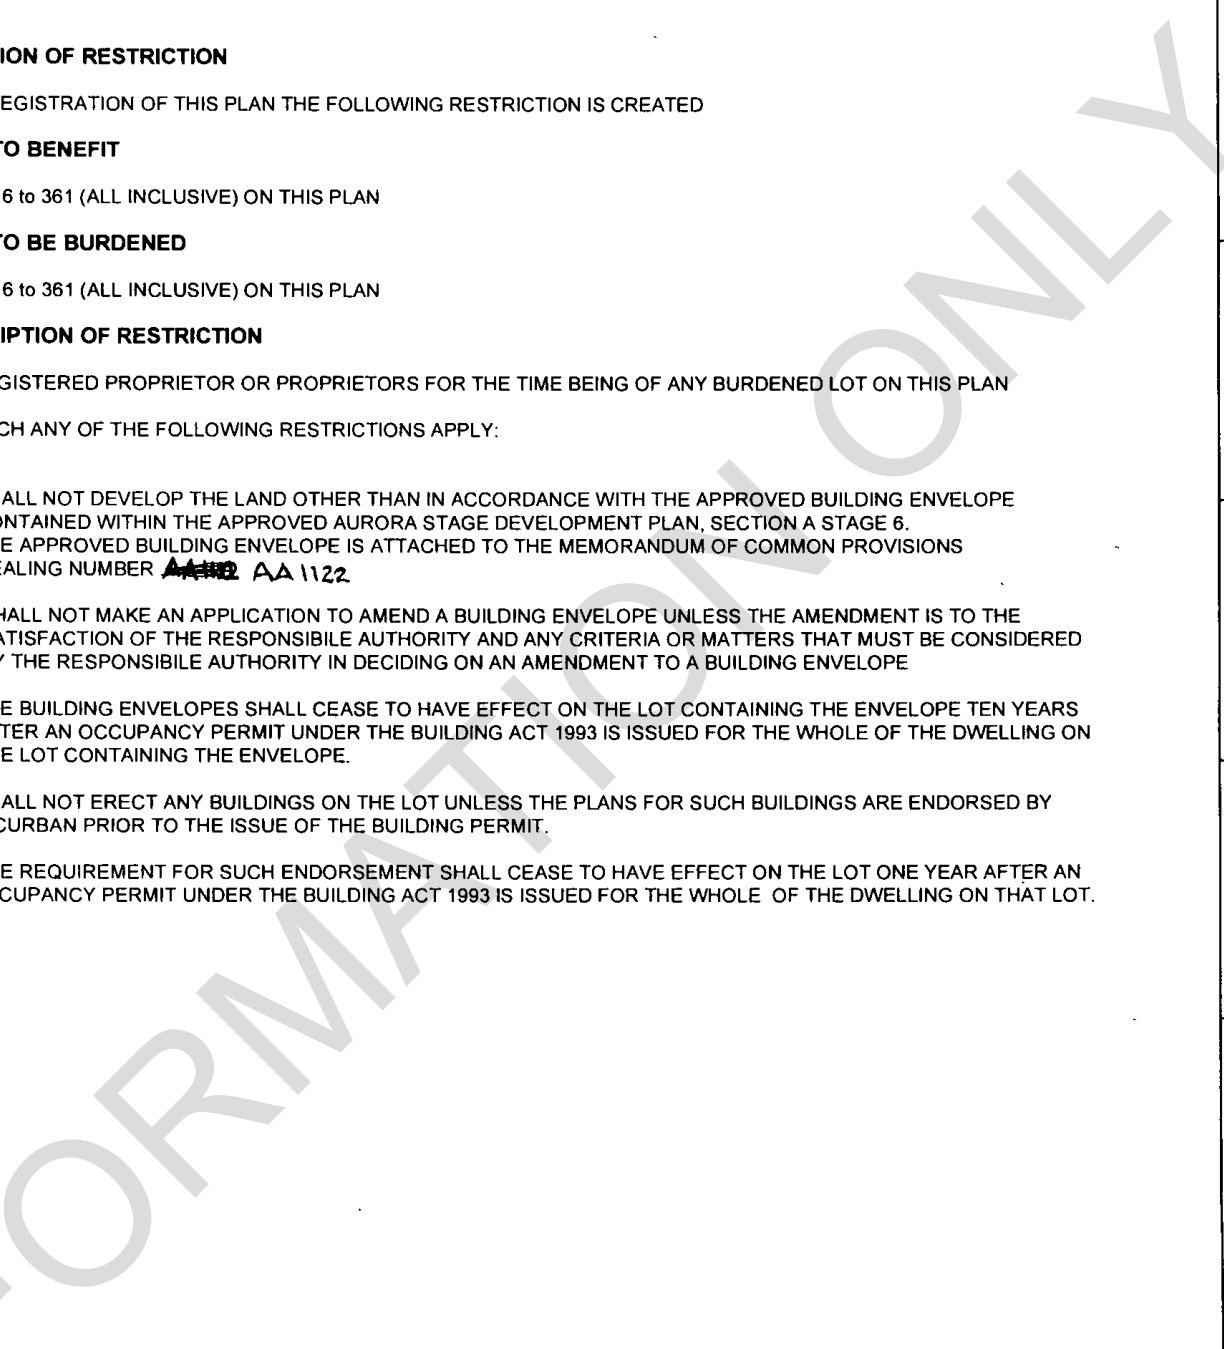 ION OF RESTRICTION
EGISTRATION OF THIS PLAN THE FOLLOWING RESTRICTION IS CREATED
TO BENEFIT
6 to 361 (ALL INCLUSIVE) ON THIS PLAN
TO BE BURDENED
6 to 361 (ALL INCLUSIVE) ON THIS PLAN
IPTION OF RESTRICTION
GISTERED PROPRIETOR OR PROPRIETORS FOR THE TIME BEING OF ANY BURDENED LOT ON THIS PLAN
CH ANY OF THE FOLLOWING RESTRICTIONS APPLY:
ALL NOT DEVELOP THE LAND OTHER THAN IN ACCORDANCE WITH THE APPROVED BUILDING ENVELOPE
ONTAINED WITHIN THE APPROVED AURORA STAGE DEVELOPMENT PLAN, SECTION A STAGE 6.
E APPROVED BUILDING ENVELOPE IS ATTACHED TO THE MEMORANDUM OF COMMON PROVISIONS
EALING NUMBER AA 1122
HALL NOT MAKE AN APPLICATION TO AMEND A BUILDING ENVELOPE UNLESS THE AMENDMENT IS TO THE
ATISFACTION OF THE RESPONSIBILE AUTHORITY AND ANY CRITERIA OR MATTERS THAT MUST BE CONSIDERED
Y THE RESPONSIBILE AUTHORITY IN DECIDING ON AN AMENDMENT TO A BUILDING ENVELOPE
E BUILDING ENVELOPES SHALL CEASE TO HAVE EFFECT ON THE LOT CONTAINING THE ENVELOPE TEN YEARS
TER AN OCCUPANCY PERMIT UNDER THE BUILDING ACT 1993 IS ISSUED FOR THE WHOLE OF THE DWELLING ON
E LOT CONTAINING THE ENVELOPE.
ALL NOT ERECT ANY BUILDINGS ON THE LOT UNLESS THE PLANS FOR SUCH BUILDINGS ARE ENDORSED BY
CURBAN PRIOR TO THE ISSUE OF THE BUILDING PERMIT.
E REQUIREMENT FOR SUCH ENDORSEMENT SHALL CEASE TO HAVE EFFECT ON THE LOT ONE YEAR AFTER AN
CUPANCY PERMIT UNDER THE BUILDING ACT 1993 IS ISSUED FOR THE WHOLE OF THE DWELLING ON THAT LOT.
ORMATION ONLY